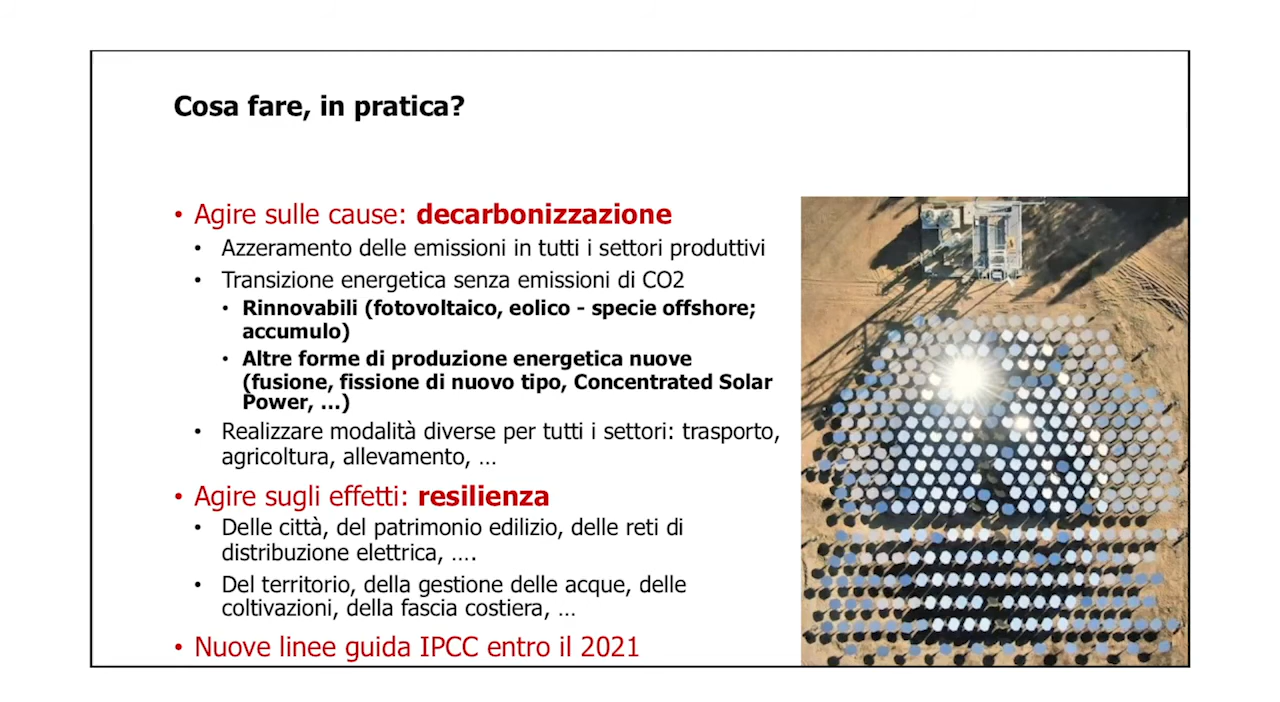 Cosa fare, in pratica?
• Agire sulle cause: decarbonizzazione
• Azzeramento delle emissioni in tutti i settori produttivi
• Transizione energetica senza emissioni di CO2
• Rinnovabili (fotovoltaico, eolico - specie offshore;
accumulo)
• Altre forme di produzione energetica nuove
(fusione, fissione di nuovo tipo, Concentrated Solar
Power, ...)
• Realizzare modalità diverse per tutti i settori: trasporto,
agricoltura, allevamento, ...
• Agire sugli effetti: resilienza
• Delle città, del patrimonio edilizio, delle reti di
distribuzione elettrica, ....
• Del territorio, della gestione delle acque, delle
coltivazioni, della fascia costiera, ...
• Nuove linee guida IPCC entro il 2021